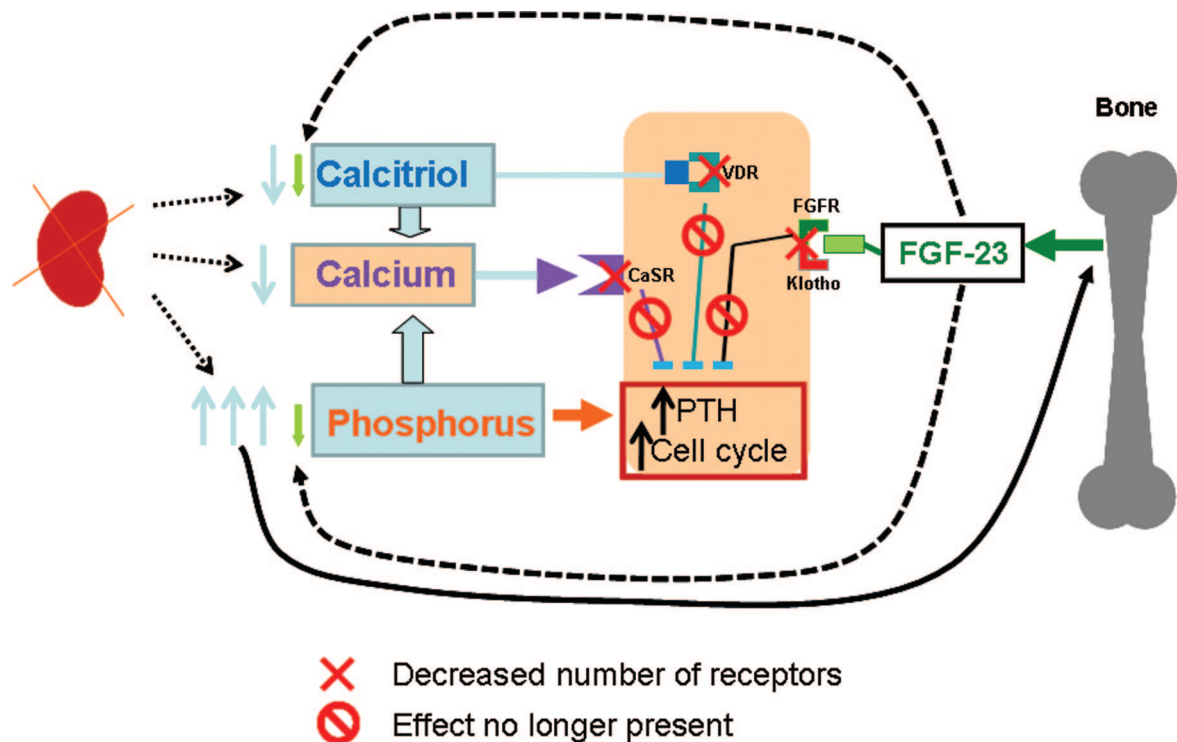 Bone
Calcitriol
VDR
FGFR
FGF-23
Calcium
CaSR
Klotho
Phosphorus
PTH
Cell cycle
Decreased number of receptors
Effect no longer present